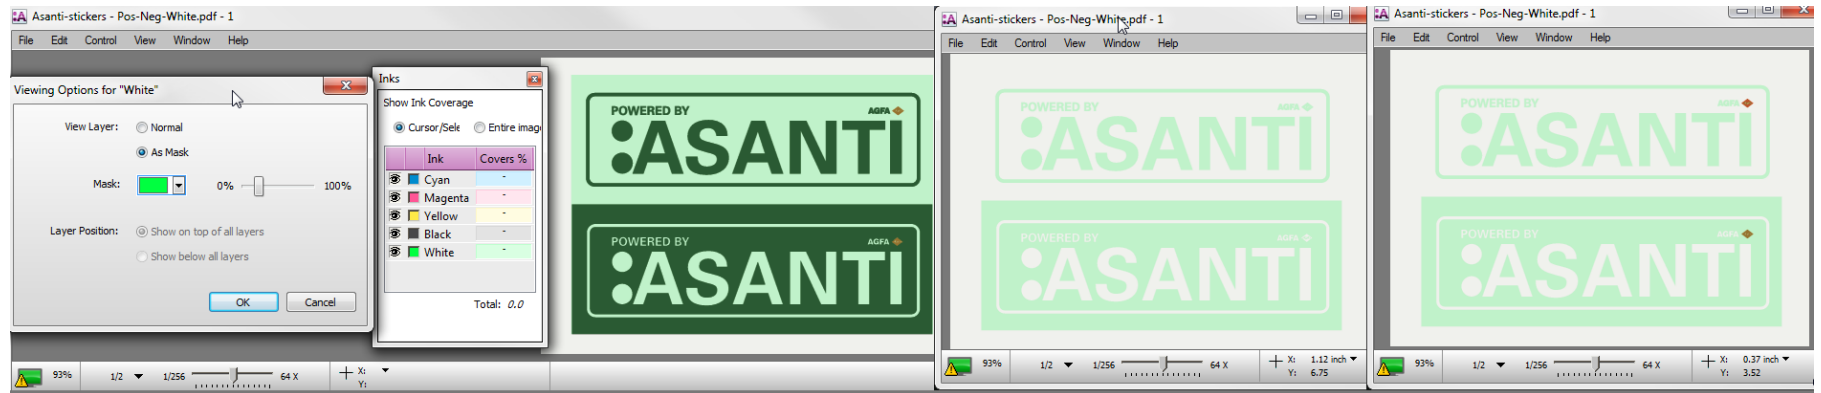 Asanti-stickers - Pos-Neg-White.pdf - 1
File Edit Control View Window Help
Viewing Options for "White"
View Layer: Normal
As Mask
Mask: 0% 100%
Layer Position: Show on top of all layers
Show below all layers
OK Cancel
Inks
Show Ink Coverage
Cursor/Sele Entire imag
Ink Covers %
Cyan -
Magenta -
Yellow -
Black -
White -
Total: 0.0
POWERED BY AGFA
:ASANTI
POWERED BY AGFA
:ASANTI
93% 1/2 1/256 64 X X:
Y:
Asanti-stickers - Pos-Neg-White.pdf - 1
File Edit Control View Window Help
POWERED BY AGFA
:ASANTI
POWERED BY AGFA
:ASANTI
93% 1/2 1/256 64 X X: 1.12 inch
Y: 6.75
Asanti-stickers - Pos-Neg-White.pdf - 1
File Edit Control View Window Help
POWERED BY AGFA
:ASANTI
POWERED BY AGFA
:ASANTI
93% 1/2 1/256 64 X X: 0.37 inch
Y: 3.52